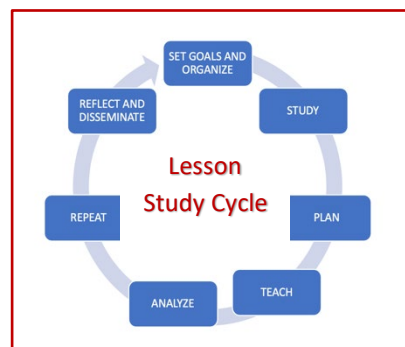 SET GOALS AND
ORGANIZE
STUDY
PLAN
TEACH
ANALYZE
REPEAT
REFLECT AND
DISSEMINATE
Lesson
Study Cycle